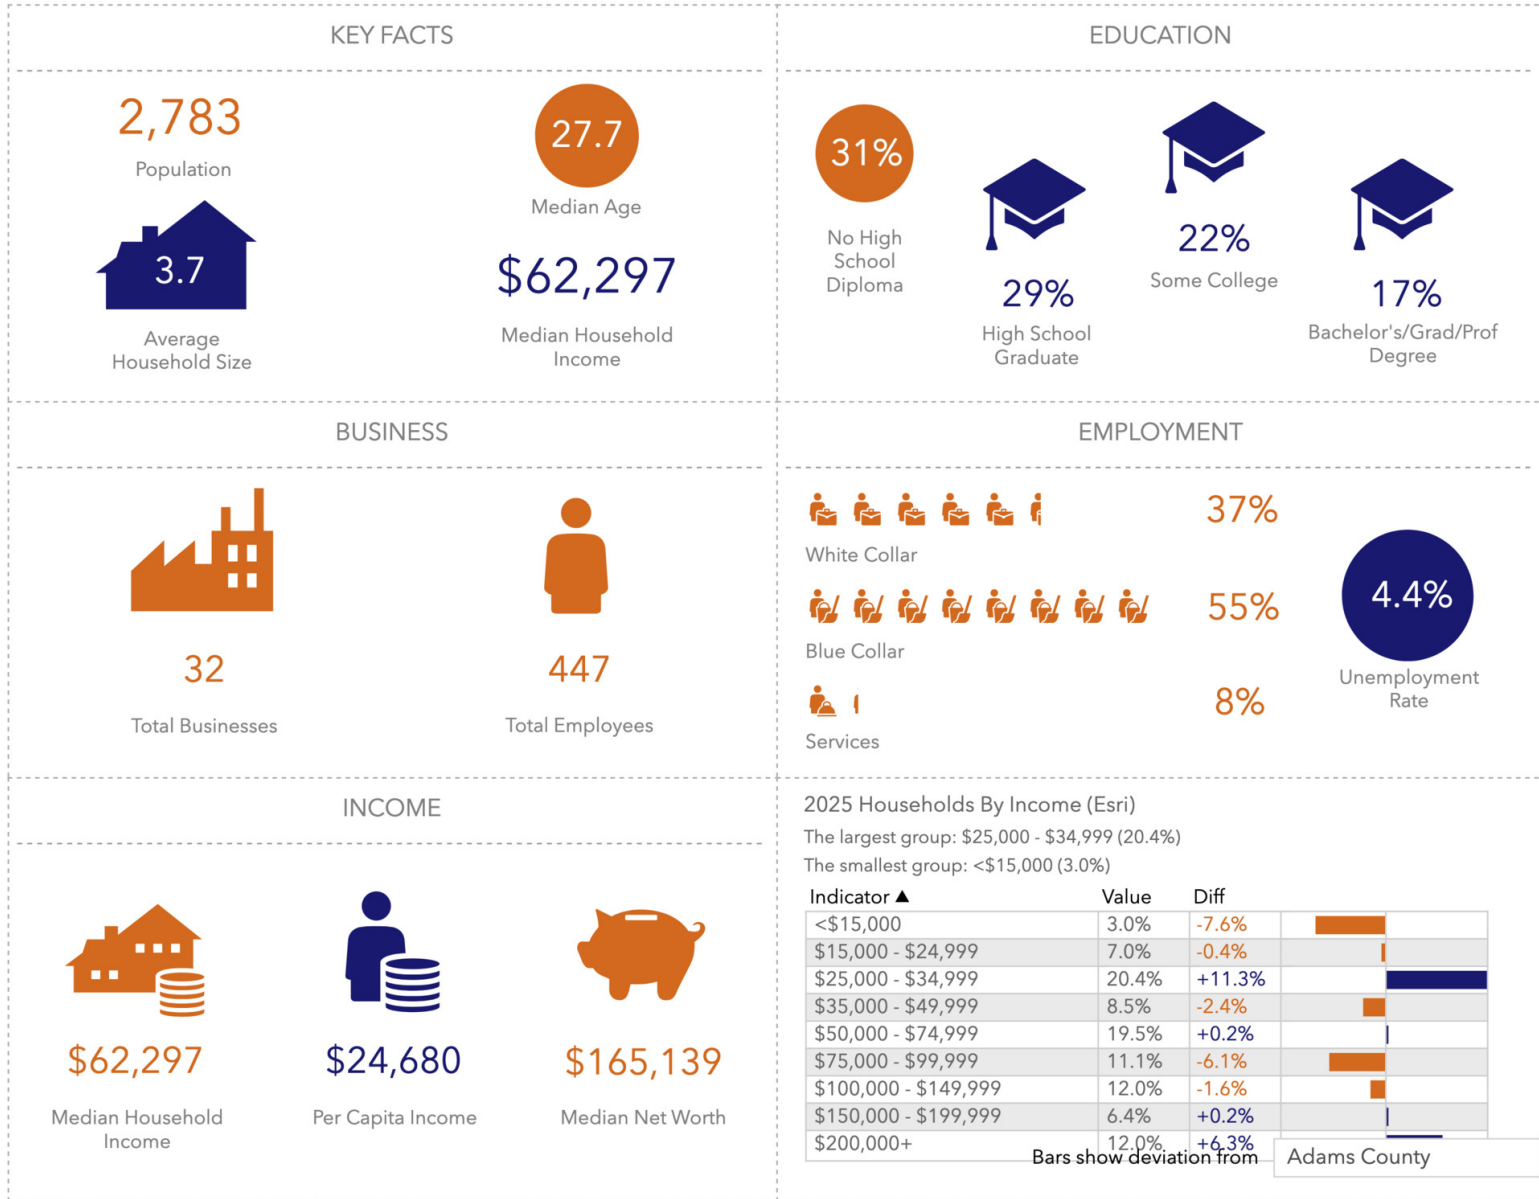 KEY FACTS
2,783
Population
27.7
Median Age
3.7
Average
Household Size
$62,297
Median Household
Income
EDUCATION
31%
No High
School
Diploma
29%
High School
Graduate
22%
Some College
17%
Bachelor's/Grad/Prof
Degree
BUSINESS
32
Total Businesses
447
Total Employees
EMPLOYMENT
37%
White Collar
55%
Blue Collar
8%
Services
4.4%
Unemployment
Rate
INCOME
$62,297
Median Household
Income
$24,680
Per Capita Income
$165,139
Median Net Worth
2025 Households By Income (Esri)
The largest group: $25,000 - $34,999 (20.4%)
The smallest group: <$15,000 (3.0%)
Indicator ▲ Value Diff
<$15,000 3.0% -7.6%
$15,000 - $24,999 7.0% -0.4%
$25,000 - $34,999 20.4% +11.3%
$35,000 - $49,999 8.5% -2.4%
$50,000 - $74,999 19.5% +0.2%
$75,000 - $99,999 11.1% -6.1%
$100,000 - $149,999 12.0% -1.6%
$150,000 - $199,999 6.4% +0.2%
$200,000+ 12.0% +6.3%
Bars show deviation from Adams County